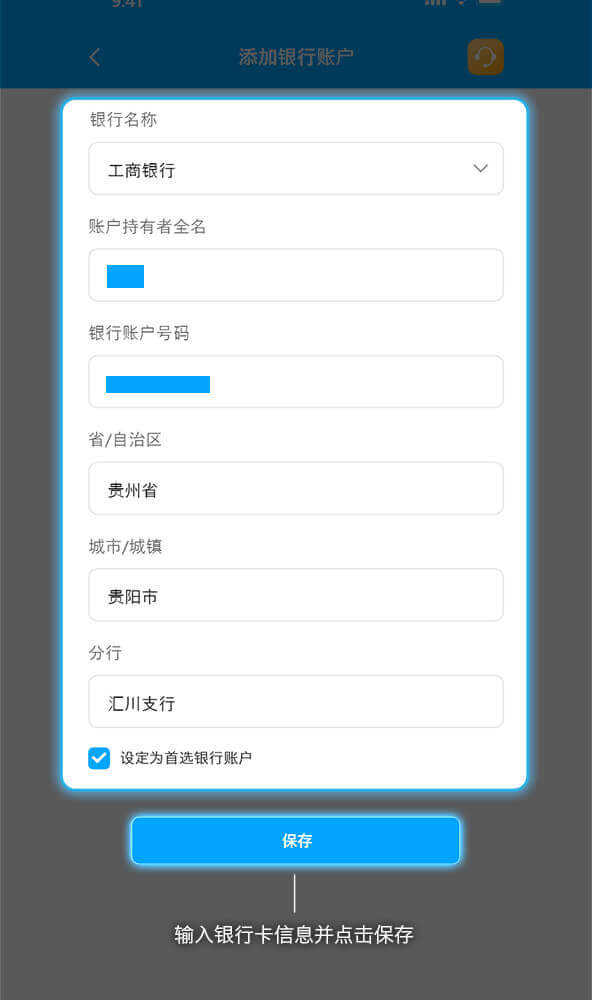 9:41
添加银行账户
银行名称
工商银行
账户持有者全名
银行账户号码
省/自治区
贵州省
城市/城镇
贵阳市
分行
汇川支行
设定为首选银行账户
保存
输入银行卡信息并点击保存